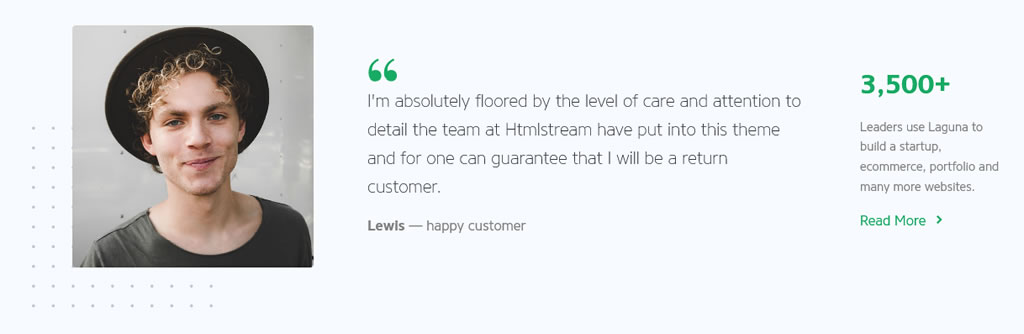 I'm absolutely floored by the level of care and attention to
detail the team at Htmlstream have put into this theme
and for one can guarantee that I will be a return
customer.
Lewis — happy customer
3,500+
Leaders use Laguna to
build a startup,
ecommerce, portfolio and
many more websites.
Read More